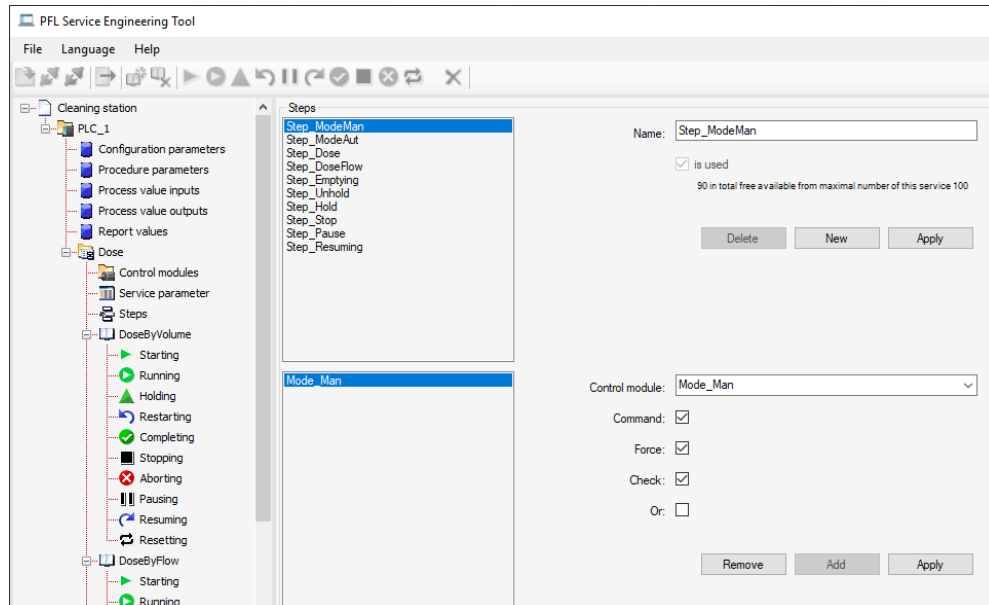 PFL Service Engineering Tool
File Language Help
Cleaning station
PLC_1
Configuration parameters
Procedure parameters
Process value inputs
Process value outputs
Report values
Dose
Control modules
Service parameter
Steps
DoseByVolume
Starting
Running
Holding
Restarting
Completing
Stopping
Aborting
Pausing
Resuming
Resetting
DoseByFlow
Starting
Running
Steps
Step_ModeMan
Step_ModeAut
Step_Dose
Step_DoseFlow
Step_Emptying
Step_Unhold
Step_Hold
Step_Stop
Step_Pause
Step_Resuming
Name: Step_ModeMan
is used
90 in total free available from maximal number of this service 100
Delete New Apply
Mode_Man
Control module: Mode_Man
Command:
Force:
Check:
Or:
Remove Add Apply